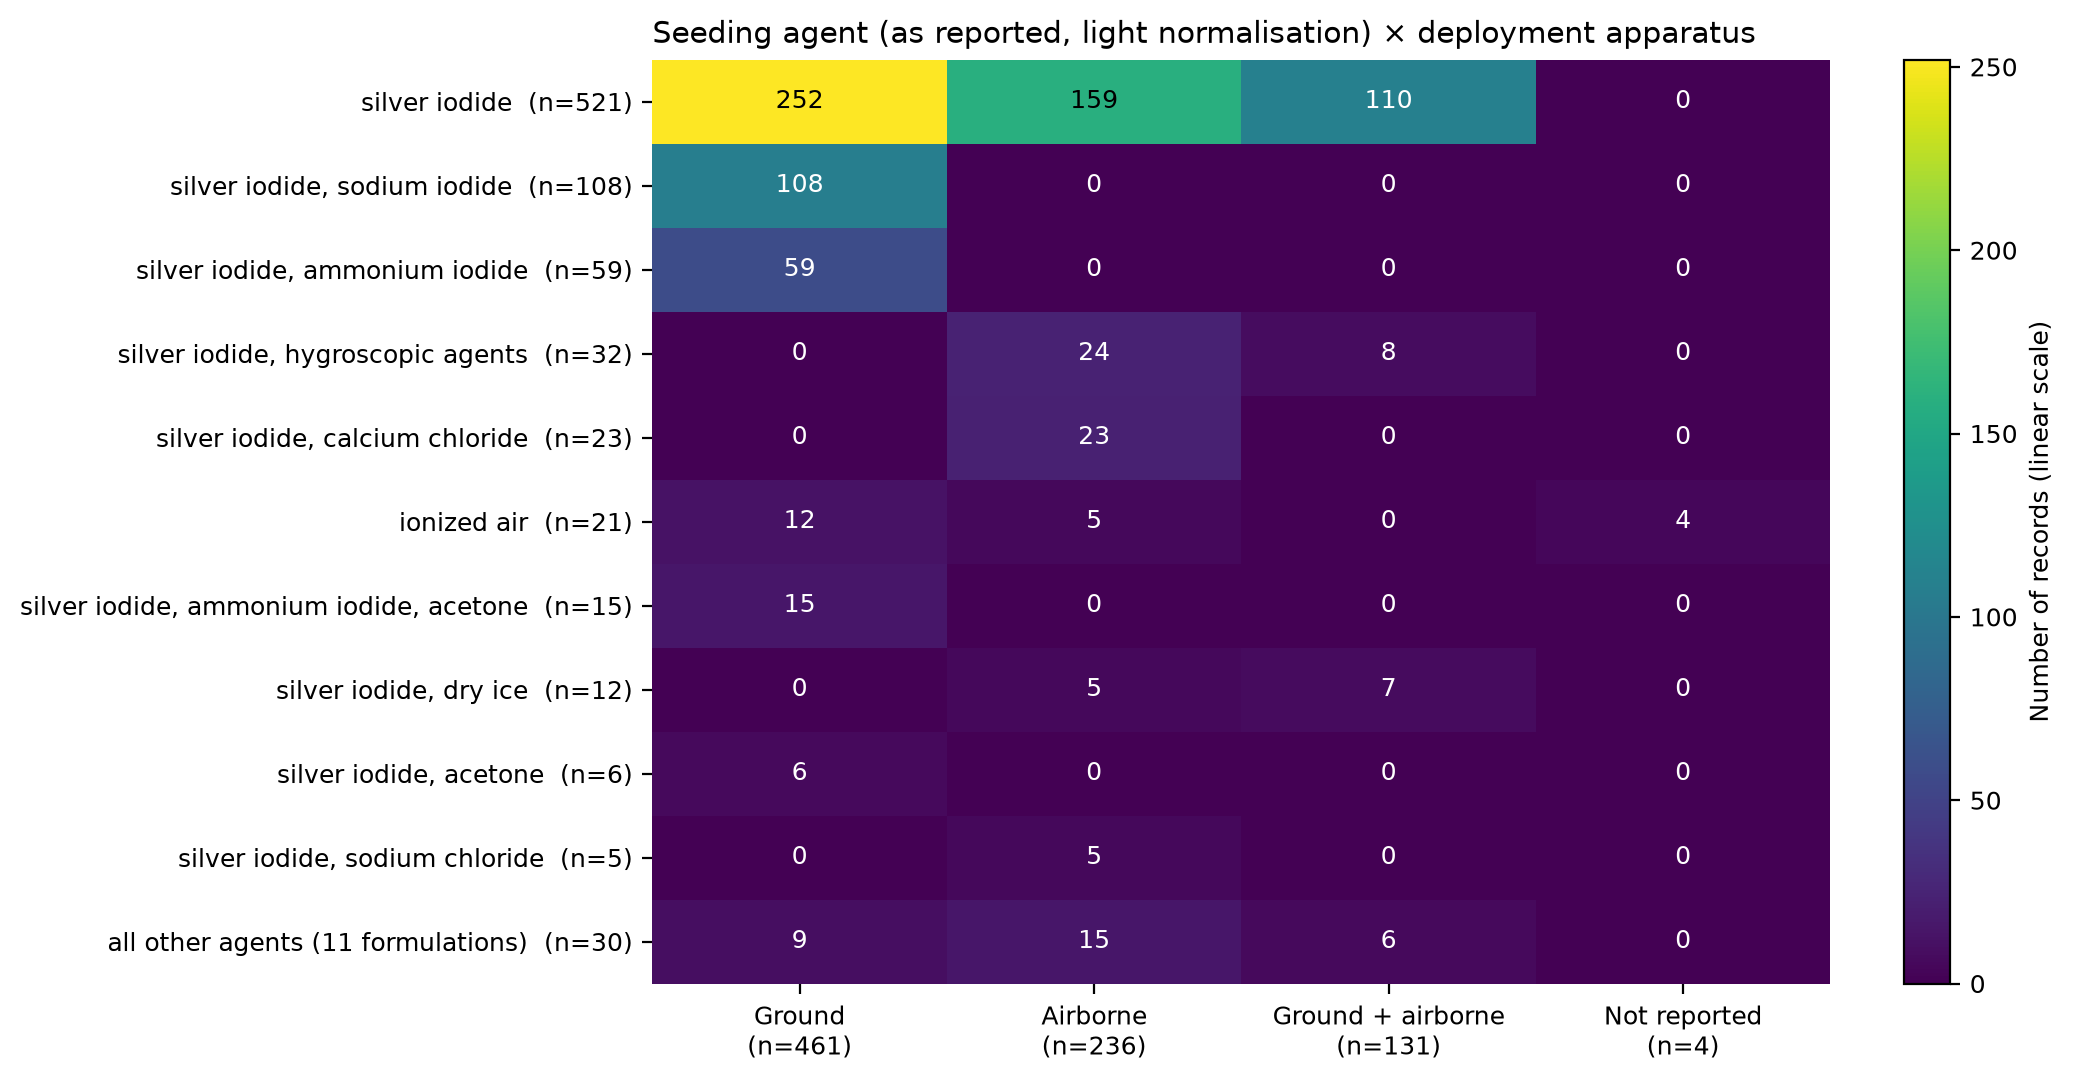 Seeding agent (as reported, light normalisation) × deployment apparatus
silver iodide (n=521) 252 159 110 0
silver iodide, sodium iodide (n=108) 108 0 0 0
silver iodide, ammonium iodide (n=59) 59 0 0 0
silver iodide, hygroscopic agents (n=32) 0 24 8 0
silver iodide, calcium chloride (n=23) 0 23 0 0
ionized air (n=21) 12 5 0 4
silver iodide, ammonium iodide, acetone (n=15) 15 0 0 0
silver iodide, dry ice (n=12) 0 5 7 0
silver iodide, acetone (n=6) 6 0 0 0
silver iodide, sodium chloride (n=5) 0 5 0 0
all other agents (11 formulations) (n=30) 9 15 6 0
Ground
(n=461)
Airborne
(n=236)
Ground + airborne
(n=131)
Not reported
(n=4)
250
200
150
100
50
0
Number of records (linear scale)